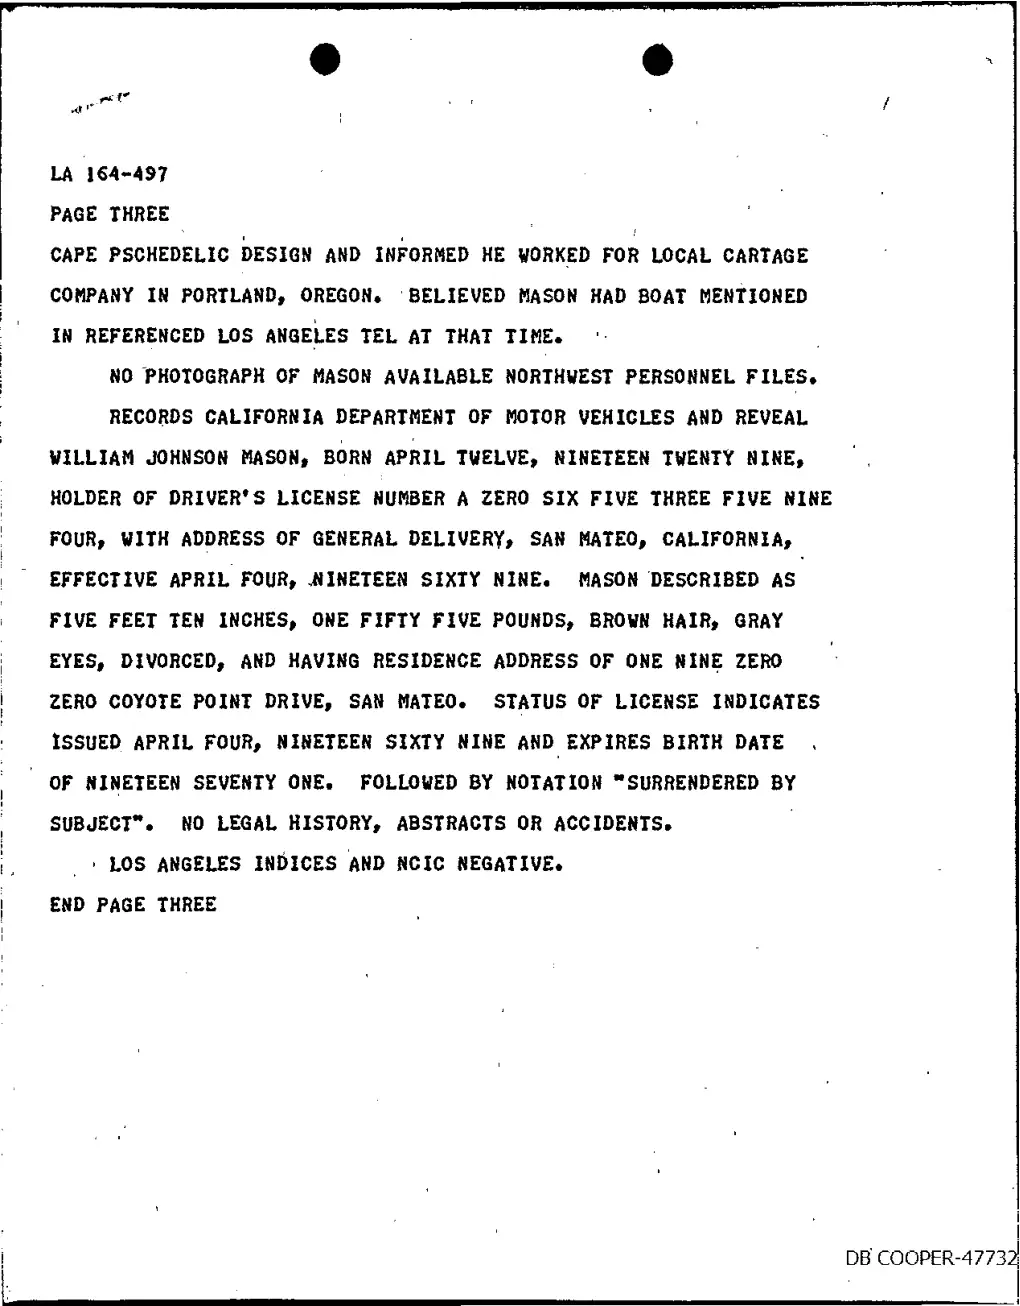 LA 164-497
PAGE THREE
CAPE PSCHEDELIC DESIGN AND INFORMED HE WORKED FOR LOCAL CARTAGE
COMPANY IN PORTLAND, OREGON. BELIEVED MASON HAD BOAT MENTIONED
IN REFERENCED LOS ANGELES TEL AT THAT TIME.
NO PHOTOGRAPH OF MASON AVAILABLE NORTHWEST PERSONNEL FILES.
RECORDS CALIFORNIA DEPARTMENT OF MOTOR VEHICLES AND REVEAL
WILLIAM JOHNSON MASON, BORN APRIL TWELVE, NINETEEN TWENTY NINE,
HOLDER OF DRIVER'S LICENSE NUMBER A ZERO SIX FIVE THREE FIVE NINE
FOUR, WITH ADDRESS OF GENERAL DELIVERY, SAN MATEO, CALIFORNIA,
EFFECTIVE APRIL FOUR, NINETEEN SIXTY NINE. MASON DESCRIBED AS
FIVE FEET TEN INCHES, ONE FIFTY FIVE POUNDS, BROWN HAIR, GRAY
EYES, DIVORCED, AND HAVING RESIDENCE ADDRESS OF ONE NINE ZERO
ZERO COYOTE POINT DRIVE, SAN MATEO. STATUS OF LICENSE INDICATES
ISSUED APRIL FOUR, NINETEEN SIXTY NINE AND EXPIRES BIRTH DATE
OF NINETEEN SEVENTY ONE. FOLLOWED BY NOTATION "SURRENDERED BY
SUBJECT". NO LEGAL HISTORY, ABSTRACTS OR ACCIDENTS.
LOS ANGELES INDICES AND NCIC NEGATIVE.
END PAGE THREE
DB COOPER-47732